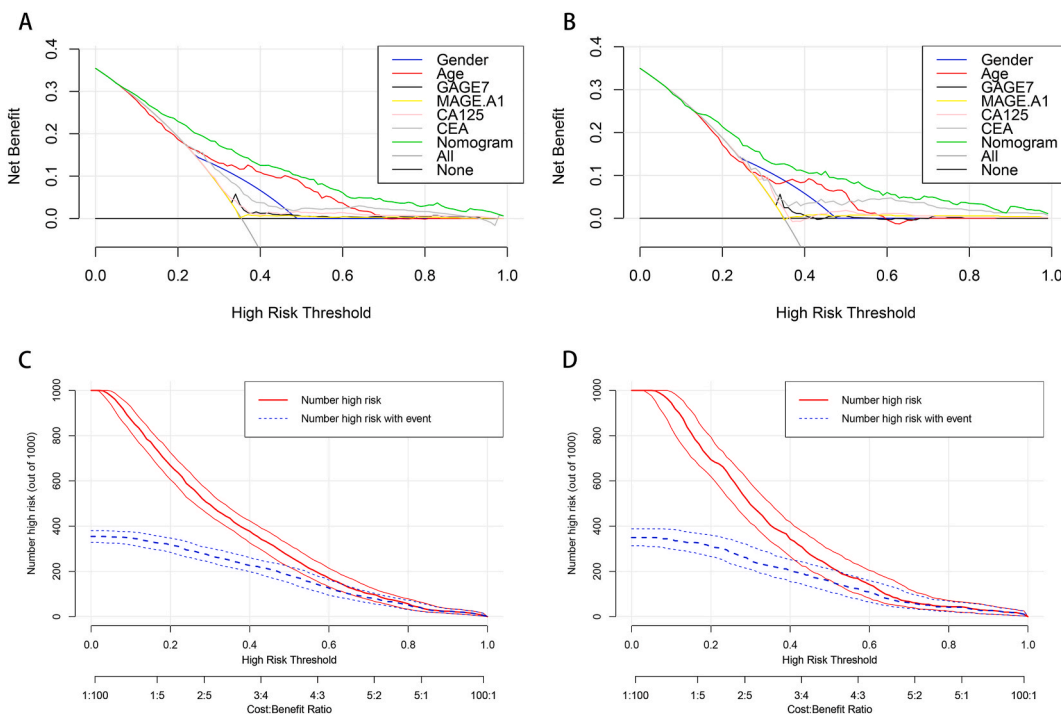 A
Net Benefit
0.4
0.3
0.2
0.1
0.0
Gender
Age
GAGE7
MAGE.A1
CA125
CEA
Nomogram
All
None
0.0 0.2 0.4 0.6 0.8 1.0
High Risk Threshold
B
Net Benefit
0.4
0.3
0.2
0.1
0.0
Gender
Age
GAGE7
MAGE.A1
CA125
CEA
Nomogram
All
None
0.0 0.2 0.4 0.6 0.8 1.0
High Risk Threshold
C
Number high risk (out of 1000)
1000
800
600
400
200
0
Number high risk
Number high risk with event
0.0 0.2 0.4 0.6 0.8 1.0
High Risk Threshold
1:100 1:5 2:5 3:4 4:3 5:2 5:1 100:1
Cost:Benefit Ratio
D
Number high risk (out of 1000)
1000
800
600
400
200
0
Number high risk
Number high risk with event
0.0 0.2 0.4 0.6 0.8 1.0
High Risk Threshold
1:100 1:5 2:5 3:4 4:3 5:2 5:1 100:1
Cost:Benefit Ratio